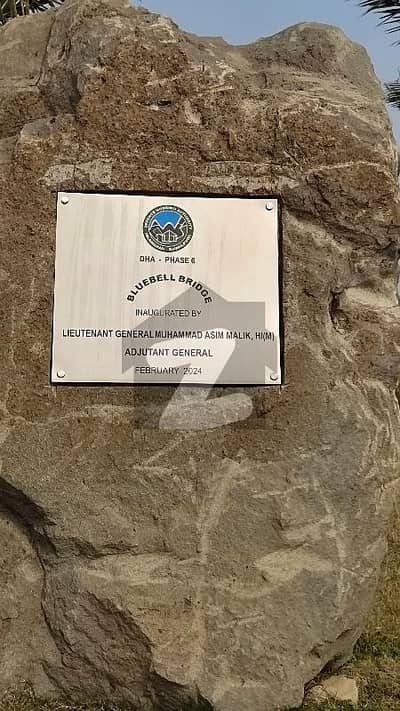 DHA - PHASE 6
BLUEBELL BRIDGE
INAUGURATED BY
LIEUTENANT GENERAL MUHAMMAD ASIM MALIK, HI(M)
ADJUTANT GENERAL
FEBRUARY 2024